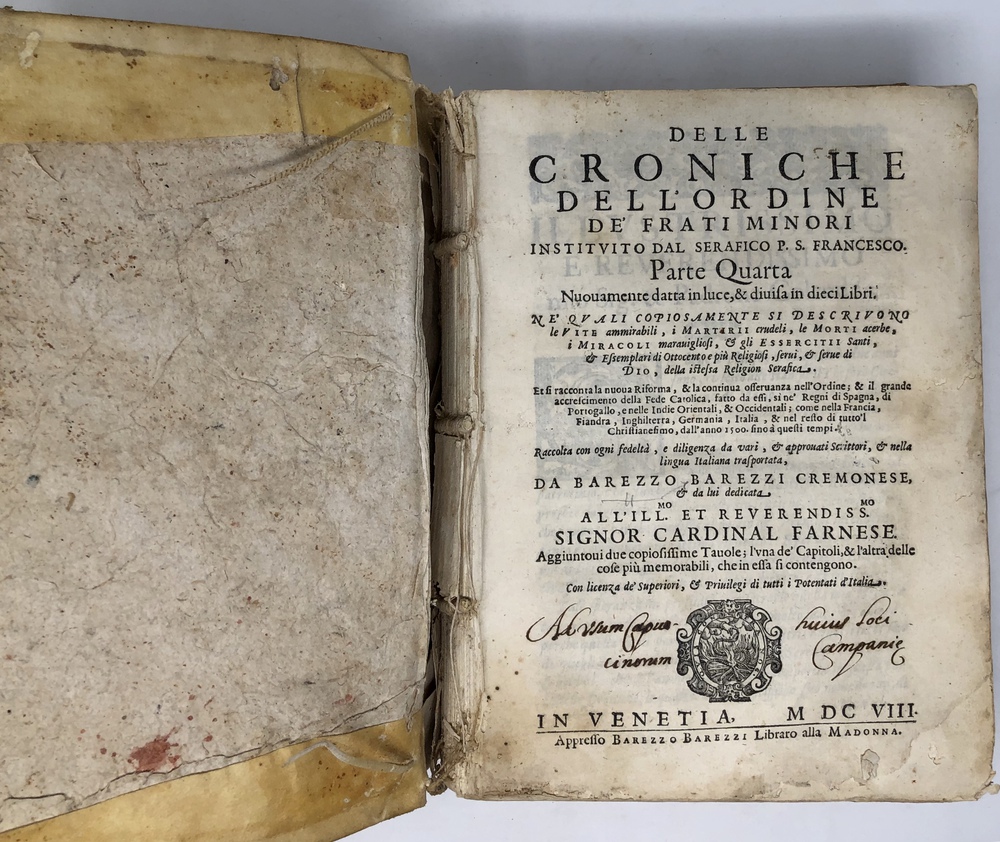 DELLE
CRONICHE
DELL'ORDINE
DE' FRATI MINORI
INSTITVITO DAL SERAFICO P. S. FRANCESCO.
Parte Quarta
Nuouamente datta in luce, & diuiſa in dieci Libri.
NE' QVALI COPIOSAMENTE SI DESCRIVONO
le VITE ammirabili, i MARTIRII crudeli, le MORTI acerbe,
i MIRACOLI marauiglioſi, & gli ESSERCITII Santi,
& Eſſemplari di Ottocento e più Religioſi, ſerui, & ſerue di
DIO, della iſteſſa Religion Serafica.
Et ſi racconta la nuoua Riforma, & la continua oſſeruanza nell'Ordine; & il grande
accreſcimento della Fede Catolica, fatto da eſſi, sì ne' Regni di Spagna, di
Portogallo, e nelle Indie Orientali, & Occidentali; come nella Francia,
Fiandra, Inghilterra, Germania, Italia, & nel reſto di tutto'l
Chriſtianeſimo, dall'anno 1500. ſino à queſti tempi.
Raccolta con ogni fedeltà, e diligenza da vari, & approuati Scrittori, & nella
lingua Italiana traſportata,
DA BAREZZO BAREZZI CREMONESE,
& da lui dedicata
ALL'ILL.MO ET REVERENDISS.MO
SIGNOR CARDINAL FARNESE.
Aggiuntoui due copioſiſſime Tauole; l'vna de' Capitoli, & l'altra delle
coſe più memorabili, che in eſſa ſi contengono.
Con licenza de' Superiori, & Priuilegi di tutti i Potentati d'Italia.
Ad vsum Capuc- huius Loci
cinorum Campanie
IN VENETIA, M DC VIII.
Appreſſo BAREZZO BAREZZI Libraro alla MADONNA.